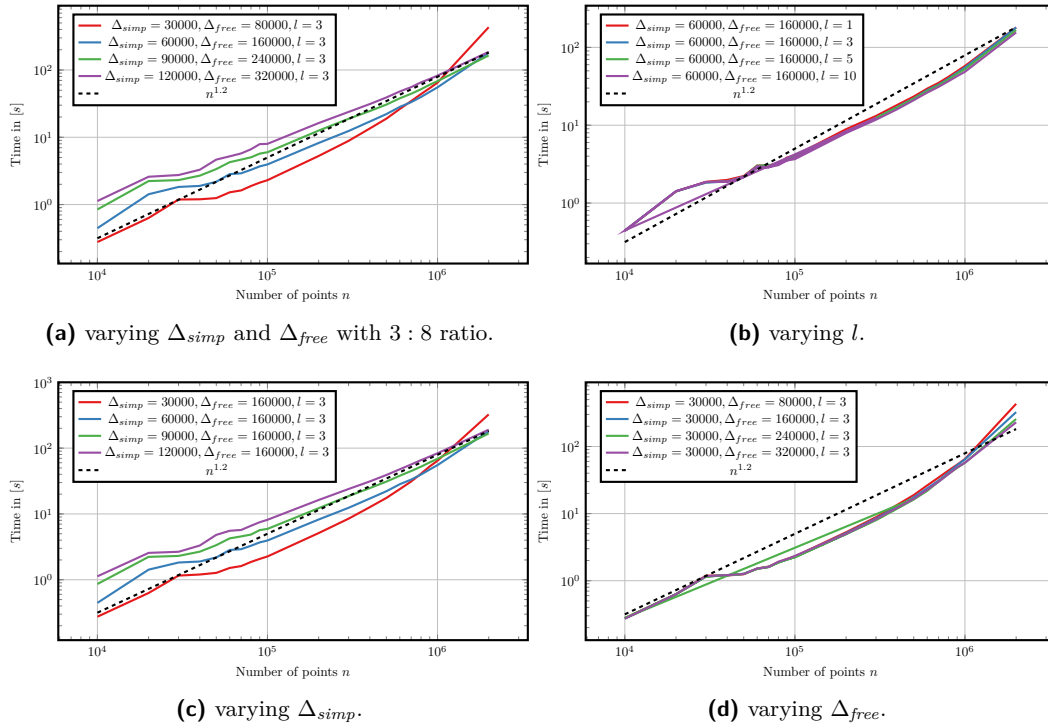 Δsimp = 30000, Δfree = 80000, l = 3
Δsimp = 60000, Δfree = 160000, l = 3
Δsimp = 90000, Δfree = 240000, l = 3
Δsimp = 120000, Δfree = 320000, l = 3
n^1.2
10^2
10^1
10^0
Time in [s]
10^4
10^5
10^6
Number of points n
(a) varying Δsimp and Δfree with 3 : 8 ratio.
Δsimp = 60000, Δfree = 160000, l = 1
Δsimp = 60000, Δfree = 160000, l = 3
Δsimp = 60000, Δfree = 160000, l = 5
Δsimp = 60000, Δfree = 160000, l = 10
n^1.2
10^2
10^1
10^0
Time in [s]
10^4
10^5
10^6
Number of points n
(b) varying l.
Δsimp = 30000, Δfree = 160000, l = 3
Δsimp = 60000, Δfree = 160000, l = 3
Δsimp = 90000, Δfree = 160000, l = 3
Δsimp = 120000, Δfree = 160000, l = 3
n^1.2
10^3
10^2
10^1
10^0
Time in [s]
10^4
10^5
10^6
Number of points n
(c) varying Δsimp.
Δsimp = 30000, Δfree = 80000, l = 3
Δsimp = 30000, Δfree = 160000, l = 3
Δsimp = 30000, Δfree = 240000, l = 3
Δsimp = 30000, Δfree = 320000, l = 3
n^1.2
10^2
10^1
10^0
Time in [s]
10^4
10^5
10^6
Number of points n
(d) varying Δfree.